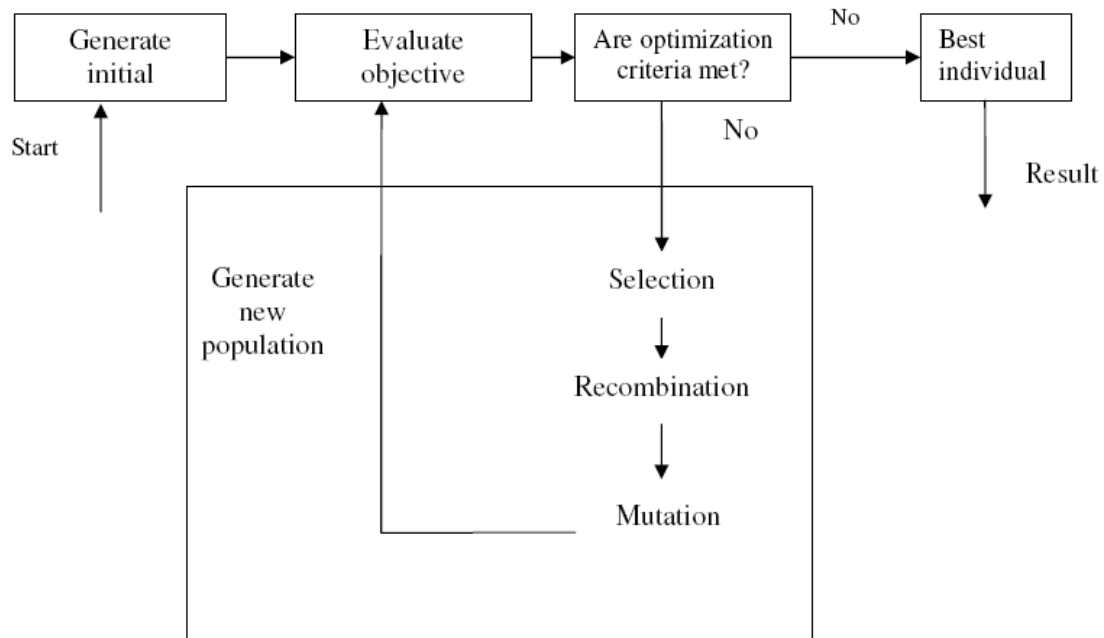 Generate
initial
Evaluate
objective
Are optimization
criteria met?
No
Best
individual
No
Start
Result
Generate
new
population
Selection
Recombination
Mutation